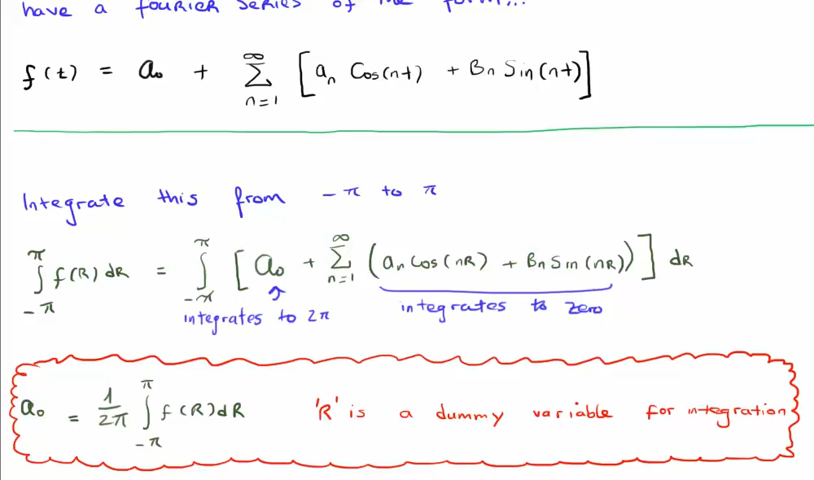 have a fourier series of the form...
f(t) = a₀ + ∑_{n=1}^{∞} [aₙ Cos(nt) + Bₙ Sin(nt)]
Integrate this from -π to π
∫_{-π}^{π} f(R) dR = ∫_{-π}^{π} [a₀ + ∑_{n=1}^{∞} (aₙ Cos(nR) + Bₙ Sin(nR))] dR
integrates to 2π integrates to zero
a₀ = 1/2π ∫_{-π}^{π} f(R) dR 'R' is a dummy variable for integration